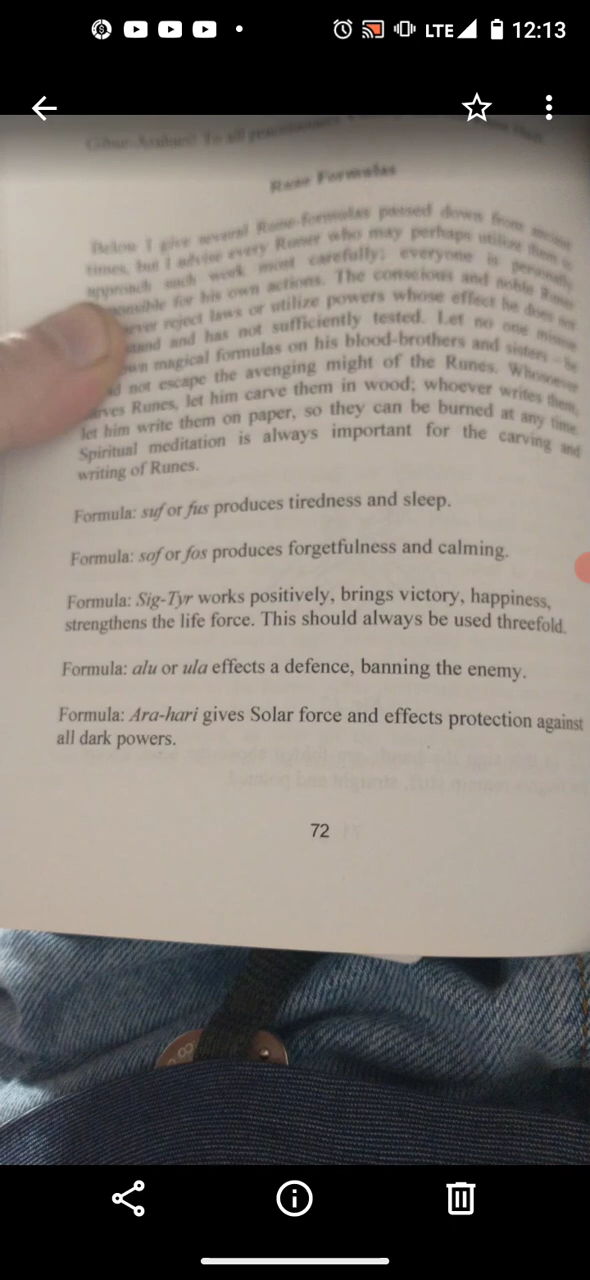 12:13
LTE
Rune Formulas
Below I give several Rune-formulas passed down from ancient
times, but I advise every Runer who may perhaps utilize them to
approach such work most carefully; everyone is personally
for his own actions. The conscious and noble Runer
reject laws or utilize powers whose effect he does not
and has not sufficiently tested. Let no one misuse
magical formulas on his blood-brothers and sisters – he
not escape the avenging might of the Runes. Whosoever
Runes, let him carve them in wood; whoever writes them,
let him write them on paper, so they can be burned at any time.
Spiritual meditation is always important for the carving and
writing of Runes.
Formula: suf or fus produces tiredness and sleep.
Formula: sof or fos produces forgetfulness and calming.
Formula: Sig-Tyr works positively, brings victory, happiness,
strengthens the life force. This should always be used threefold.
Formula: alu or ula effects a defence, banning the enemy.
Formula: Ara-hari gives Solar force and effects protection against
all dark powers.
72